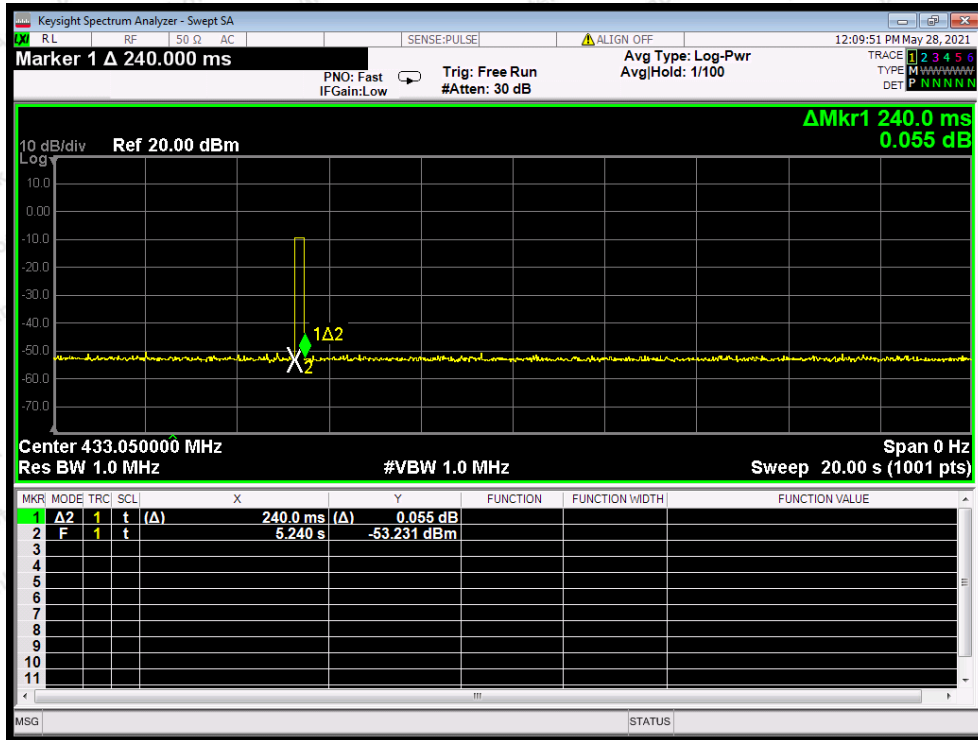 Keysight Spectrum Analyzer - Swept SA
LXI RL RF 50 Ω AC SENSE:PULSE ALIGN OFF 12:09:51 PM May 28, 2021
Marker 1 Δ 240.000 ms
PNO: Fast
IFGain:Low
Trig: Free Run
#Atten: 30 dB
Avg Type: Log-Pwr
Avg|Hold: 1/100
TRACE 1 2 3 4 5 6
TYPE M WWWWW
DET P N N N N N
ΔMkr1 240.0 ms
0.055 dB
10 dB/div Ref 20.00 dBm
Log
10.0
0.00
-10.0
-20.0
-30.0
-40.0
1Δ2
-50.0
2
-60.0
-70.0
Center 433.050000 MHz Span 0 Hz
Res BW 1.0 MHz #VBW 1.0 MHz Sweep 20.00 s (1001 pts)
MKR MODE TRC SCL X Y FUNCTION FUNCTION WIDTH FUNCTION VALUE
1 Δ2 1 t (Δ) 240.0 ms (Δ) 0.055 dB
2 F 1 t 5.240 s -53.231 dBm
3
4
5
6
7
8
9
10
11
MSG STATUS